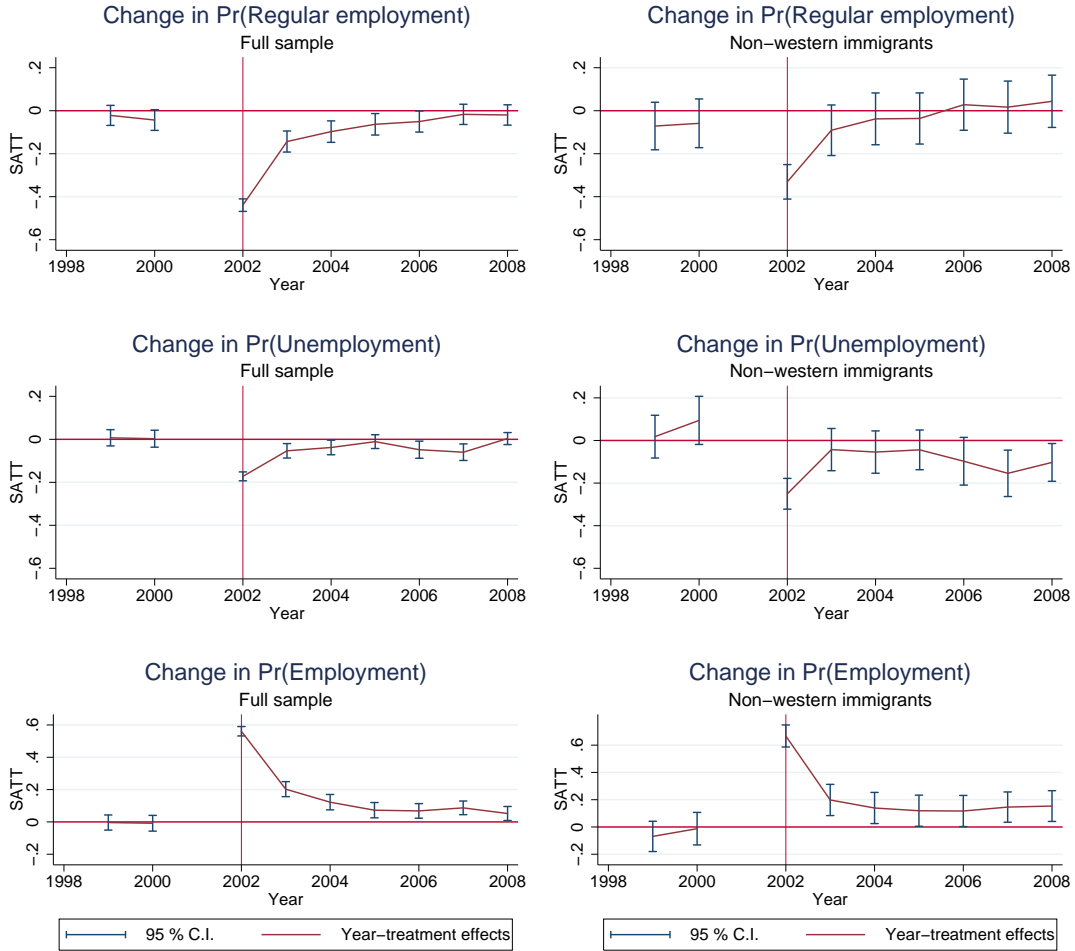 Change in Pr(Regular employment)
Full sample
SATT
.2
0
-.2
-.4
-.6
1998 2000 2002 2004 2006 2008
Year
Change in Pr(Regular employment)
Non-western immigrants
SATT
.2
0
-.2
-.4
-.6
1998 2000 2002 2004 2006 2008
Year
Change in Pr(Unemployment)
Full sample
SATT
.2
0
-.2
-.4
-.6
1998 2000 2002 2004 2006 2008
Year
Change in Pr(Unemployment)
Non-western immigrants
SATT
.2
0
-.2
-.4
-.6
1998 2000 2002 2004 2006 2008
Year
Change in Pr(Employment)
Full sample
SATT
.6
.4
.2
0
-.2
1998 2000 2002 2004 2006 2008
Year
Change in Pr(Employment)
Non-western immigrants
SATT
.6
.4
.2
0
-.2
1998 2000 2002 2004 2006 2008
Year
95 % C.I. Year-treatment effects
95 % C.I. Year-treatment effects